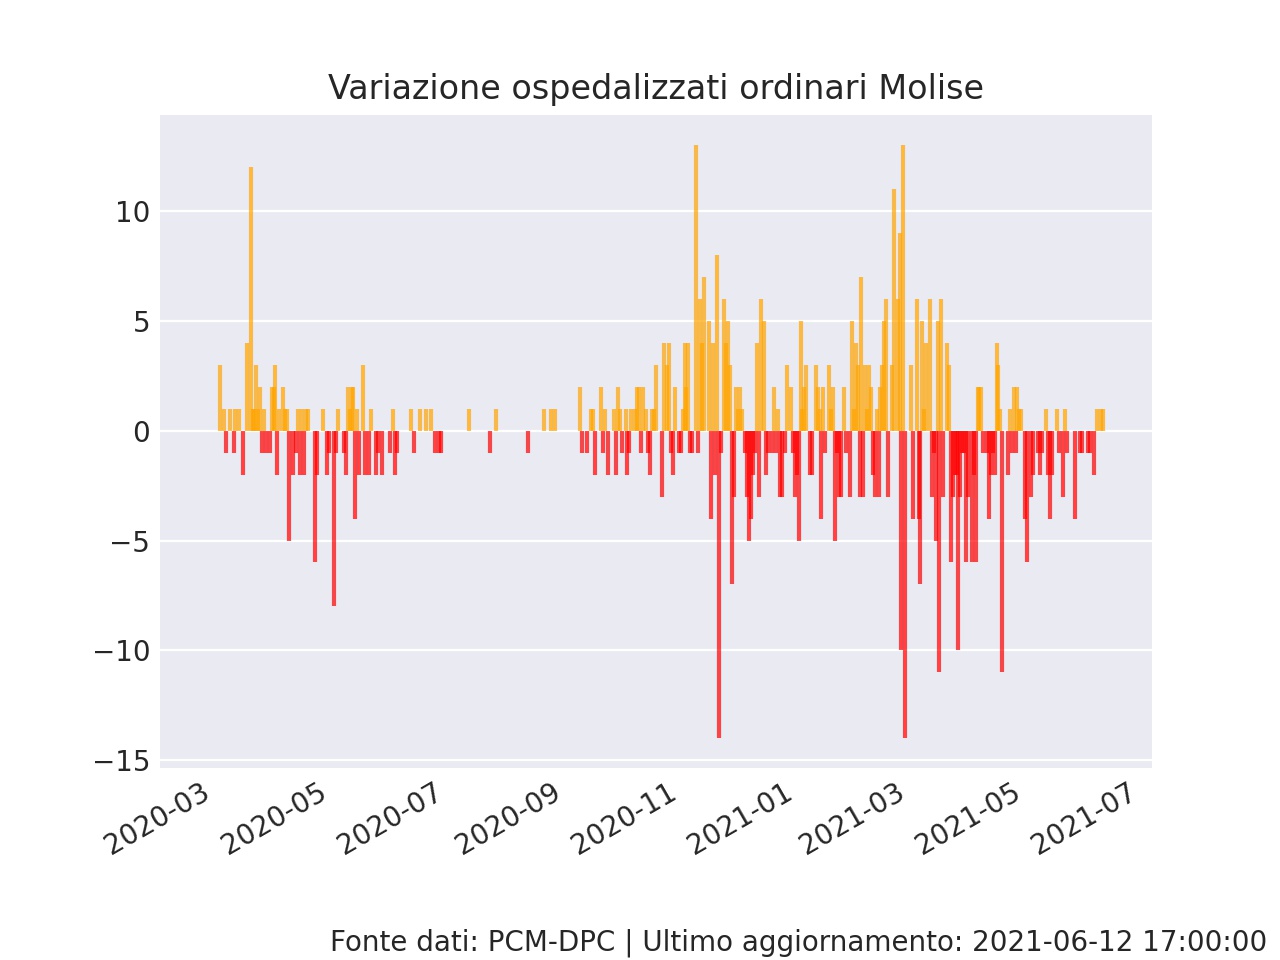 Variazione ospedalizzati ordinari Molise
10
5
0
−5
−10
−15
2020-03 2020-05 2020-07 2020-09 2020-11 2021-01 2021-03 2021-05 2021-07
Fonte dati: PCM-DPC | Ultimo aggiornamento: 2021-06-12 17:00:00